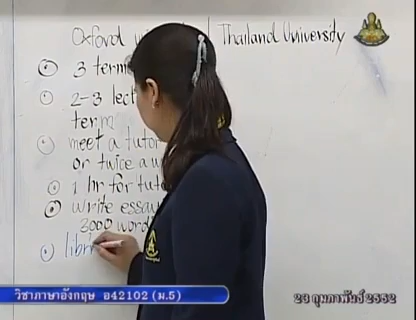 Oxford Thailand University
3 term
2-3 lect
term
meet a tutor
or twice a w
1 hr for tuto
write essay
3000 word
libr
วิชาภาษาอังกฤษ อ42102 (ม.5)
23 กุมภาพันธ์ 2552